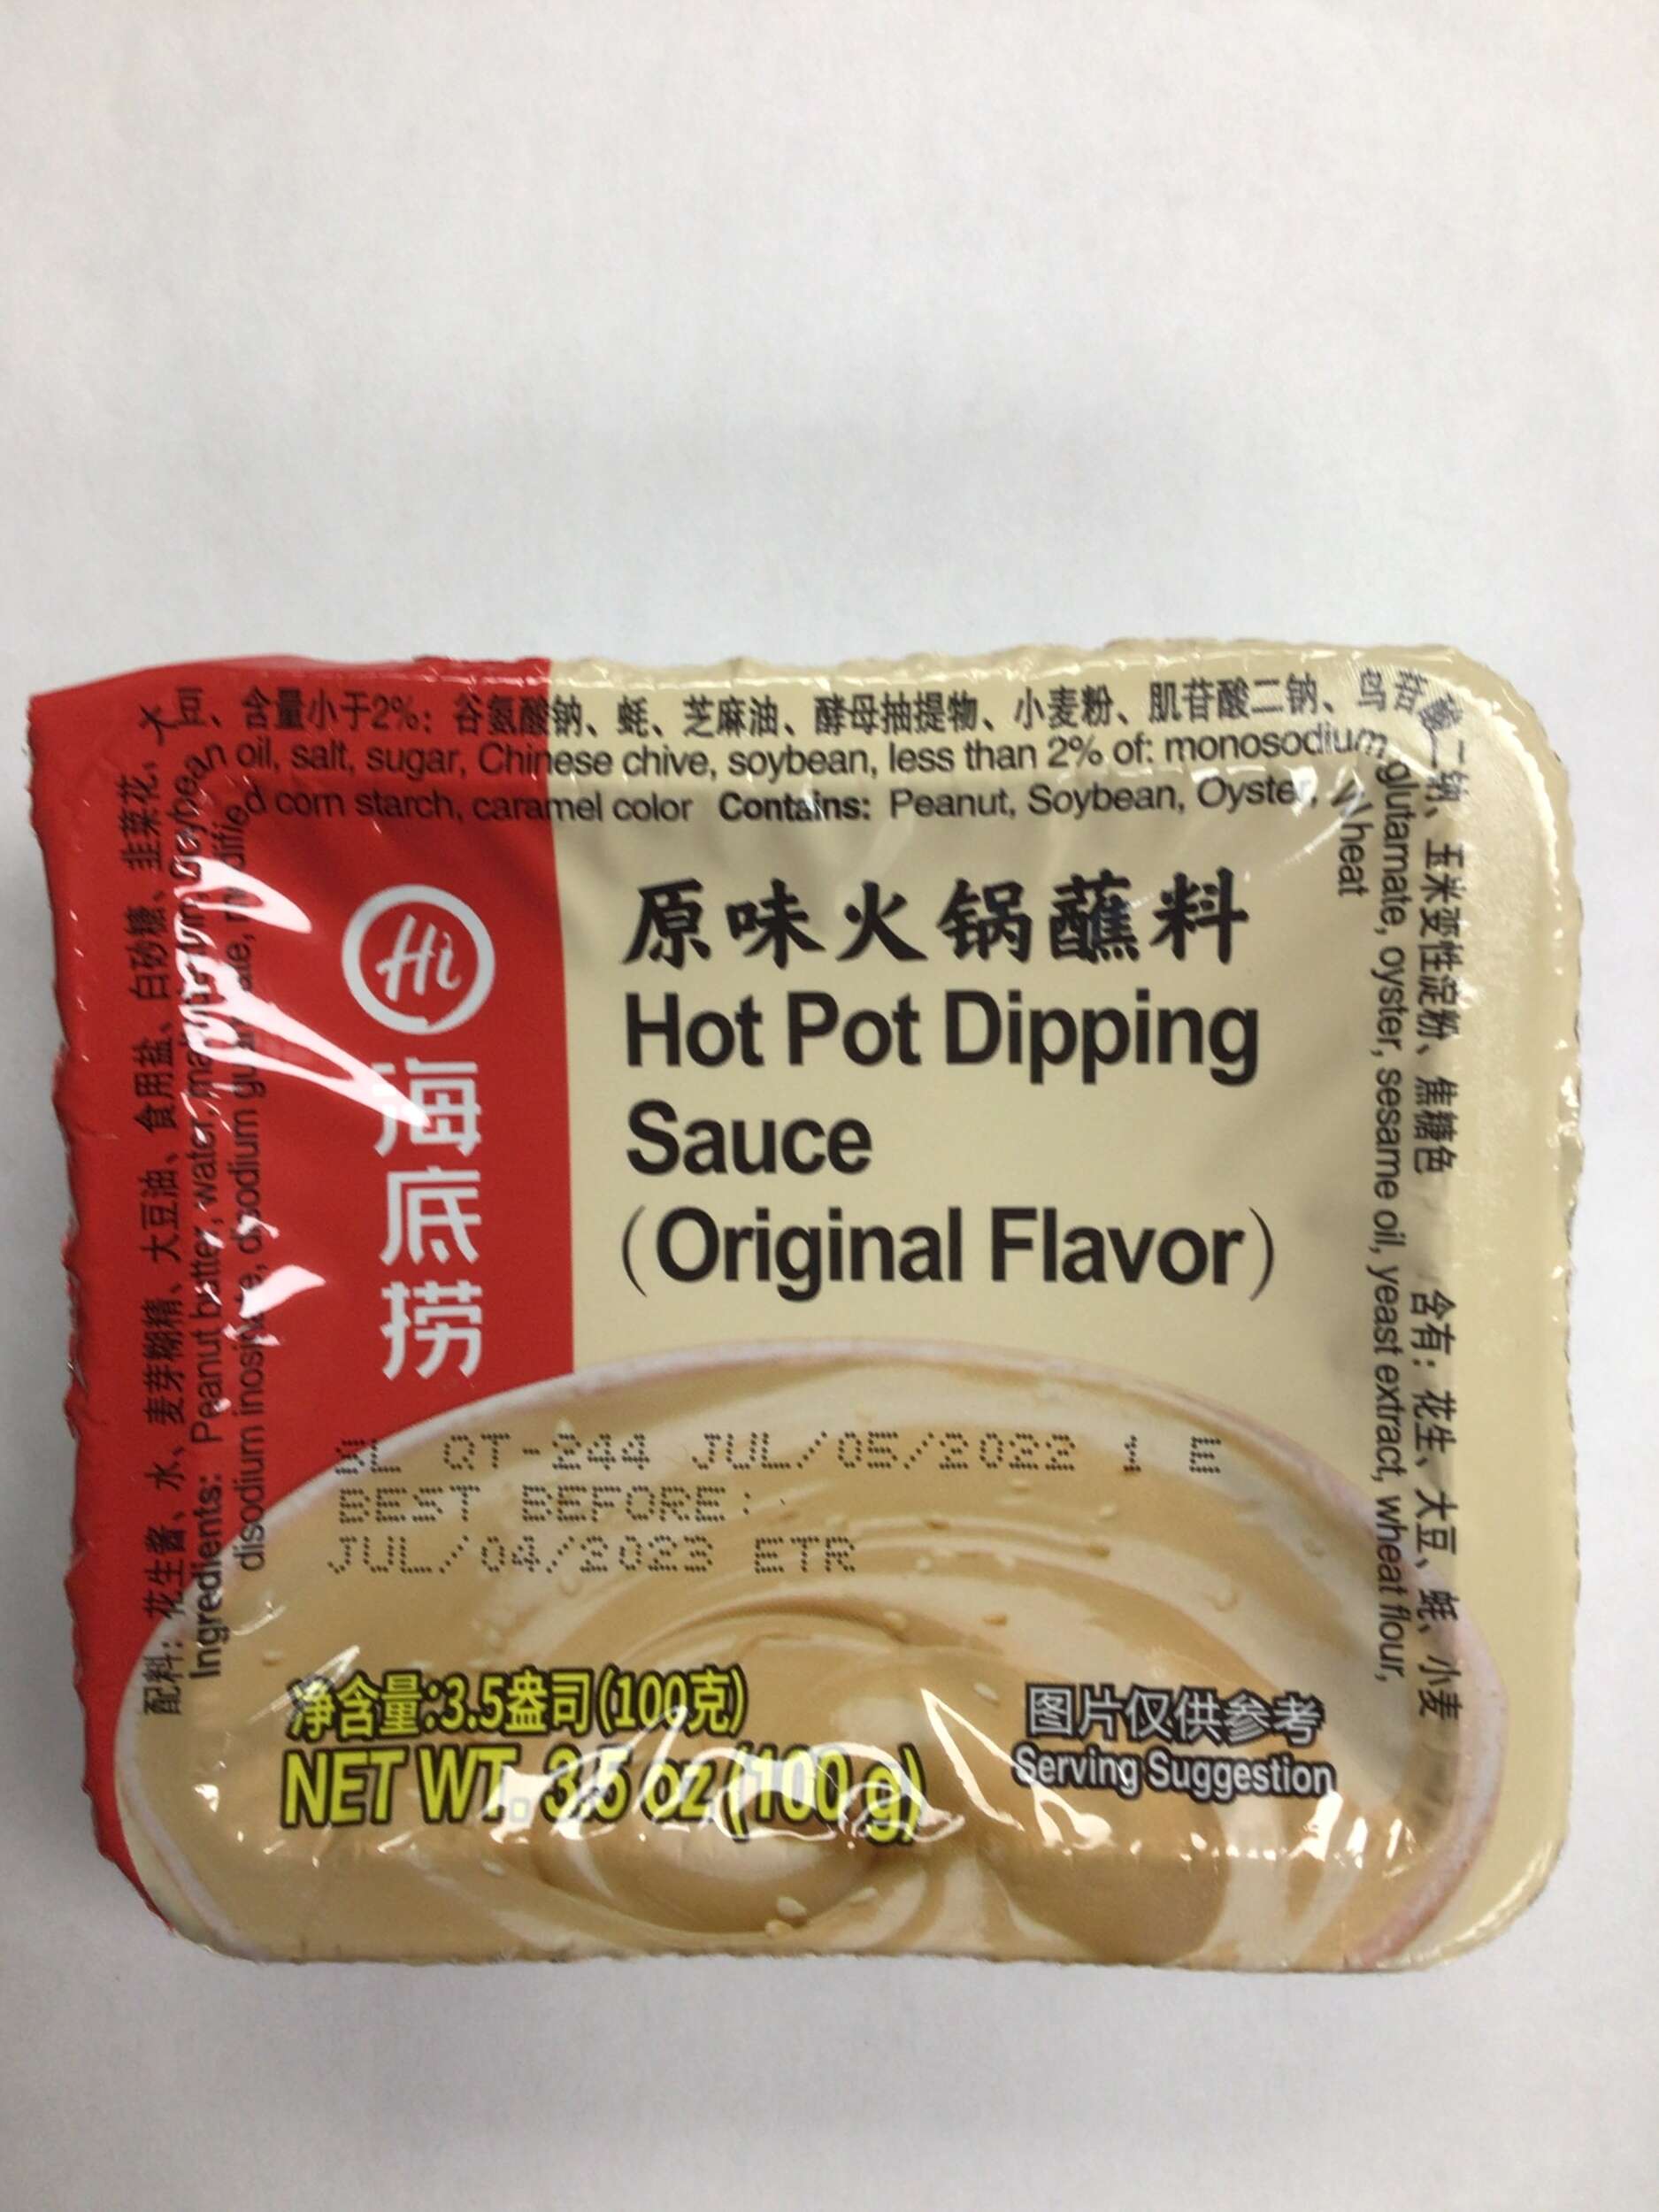 配料: 花生酱、水、麦芽糊精、大豆油、食用盐、白砂糖、韭菜花、大豆、含量小于2%: 谷氨酸钠、蚝、芝麻油、酵母抽提物、小麦粉、肌苷酸二钠、鸟苷酸二钠、玉米变性淀粉、焦糖色 含有: 花生、大豆、蚝、小麦
Ingredients: Peanut butter, water, maltodextrin, soybean oil, salt, sugar, Chinese chive, soybean, less than 2% of: monosodium glutamate, oyster, sesame oil, yeast extract, wheat flour,
disodium inosinate, disodium guanylate, modified corn starch, caramel color Contains: Peanut, Soybean, Oyster, Wheat
Hi
海底捞
原味火锅蘸料
Hot Pot Dipping
Sauce
(Original Flavor)
SL QT-244 JUL/05/2022 1 E
BEST BEFORE:
JUL/04/2023 ETR
净含量:3.5盎司(100克)
NET WT. 3.5 oz (100 g)
图片仅供参考
Serving Suggestion